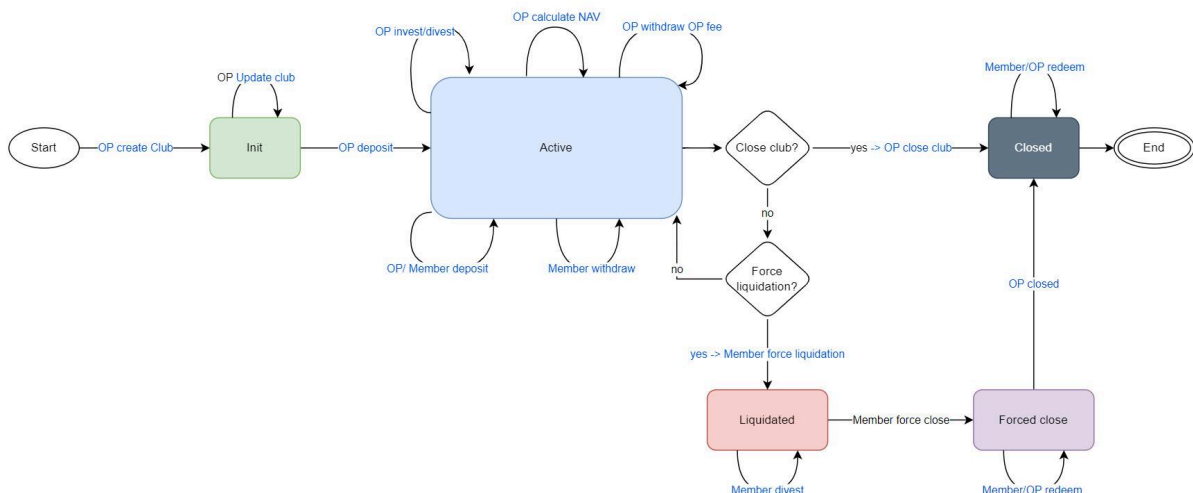 OP calculate NAV
OP invest/divest
OP withdraw OP fee
OP Update club
Member/OP redeem
Start
OP create Club
Init
OP deposit
Active
Close club?
yes -> OP close club
Closed
End
no
OP/ Member deposit
Member withdraw
no
Force
liquidation?
OP closed
yes -> Member force liquidation
Liquidated
Member force close
Forced close
Member divest
Member/OP redeem